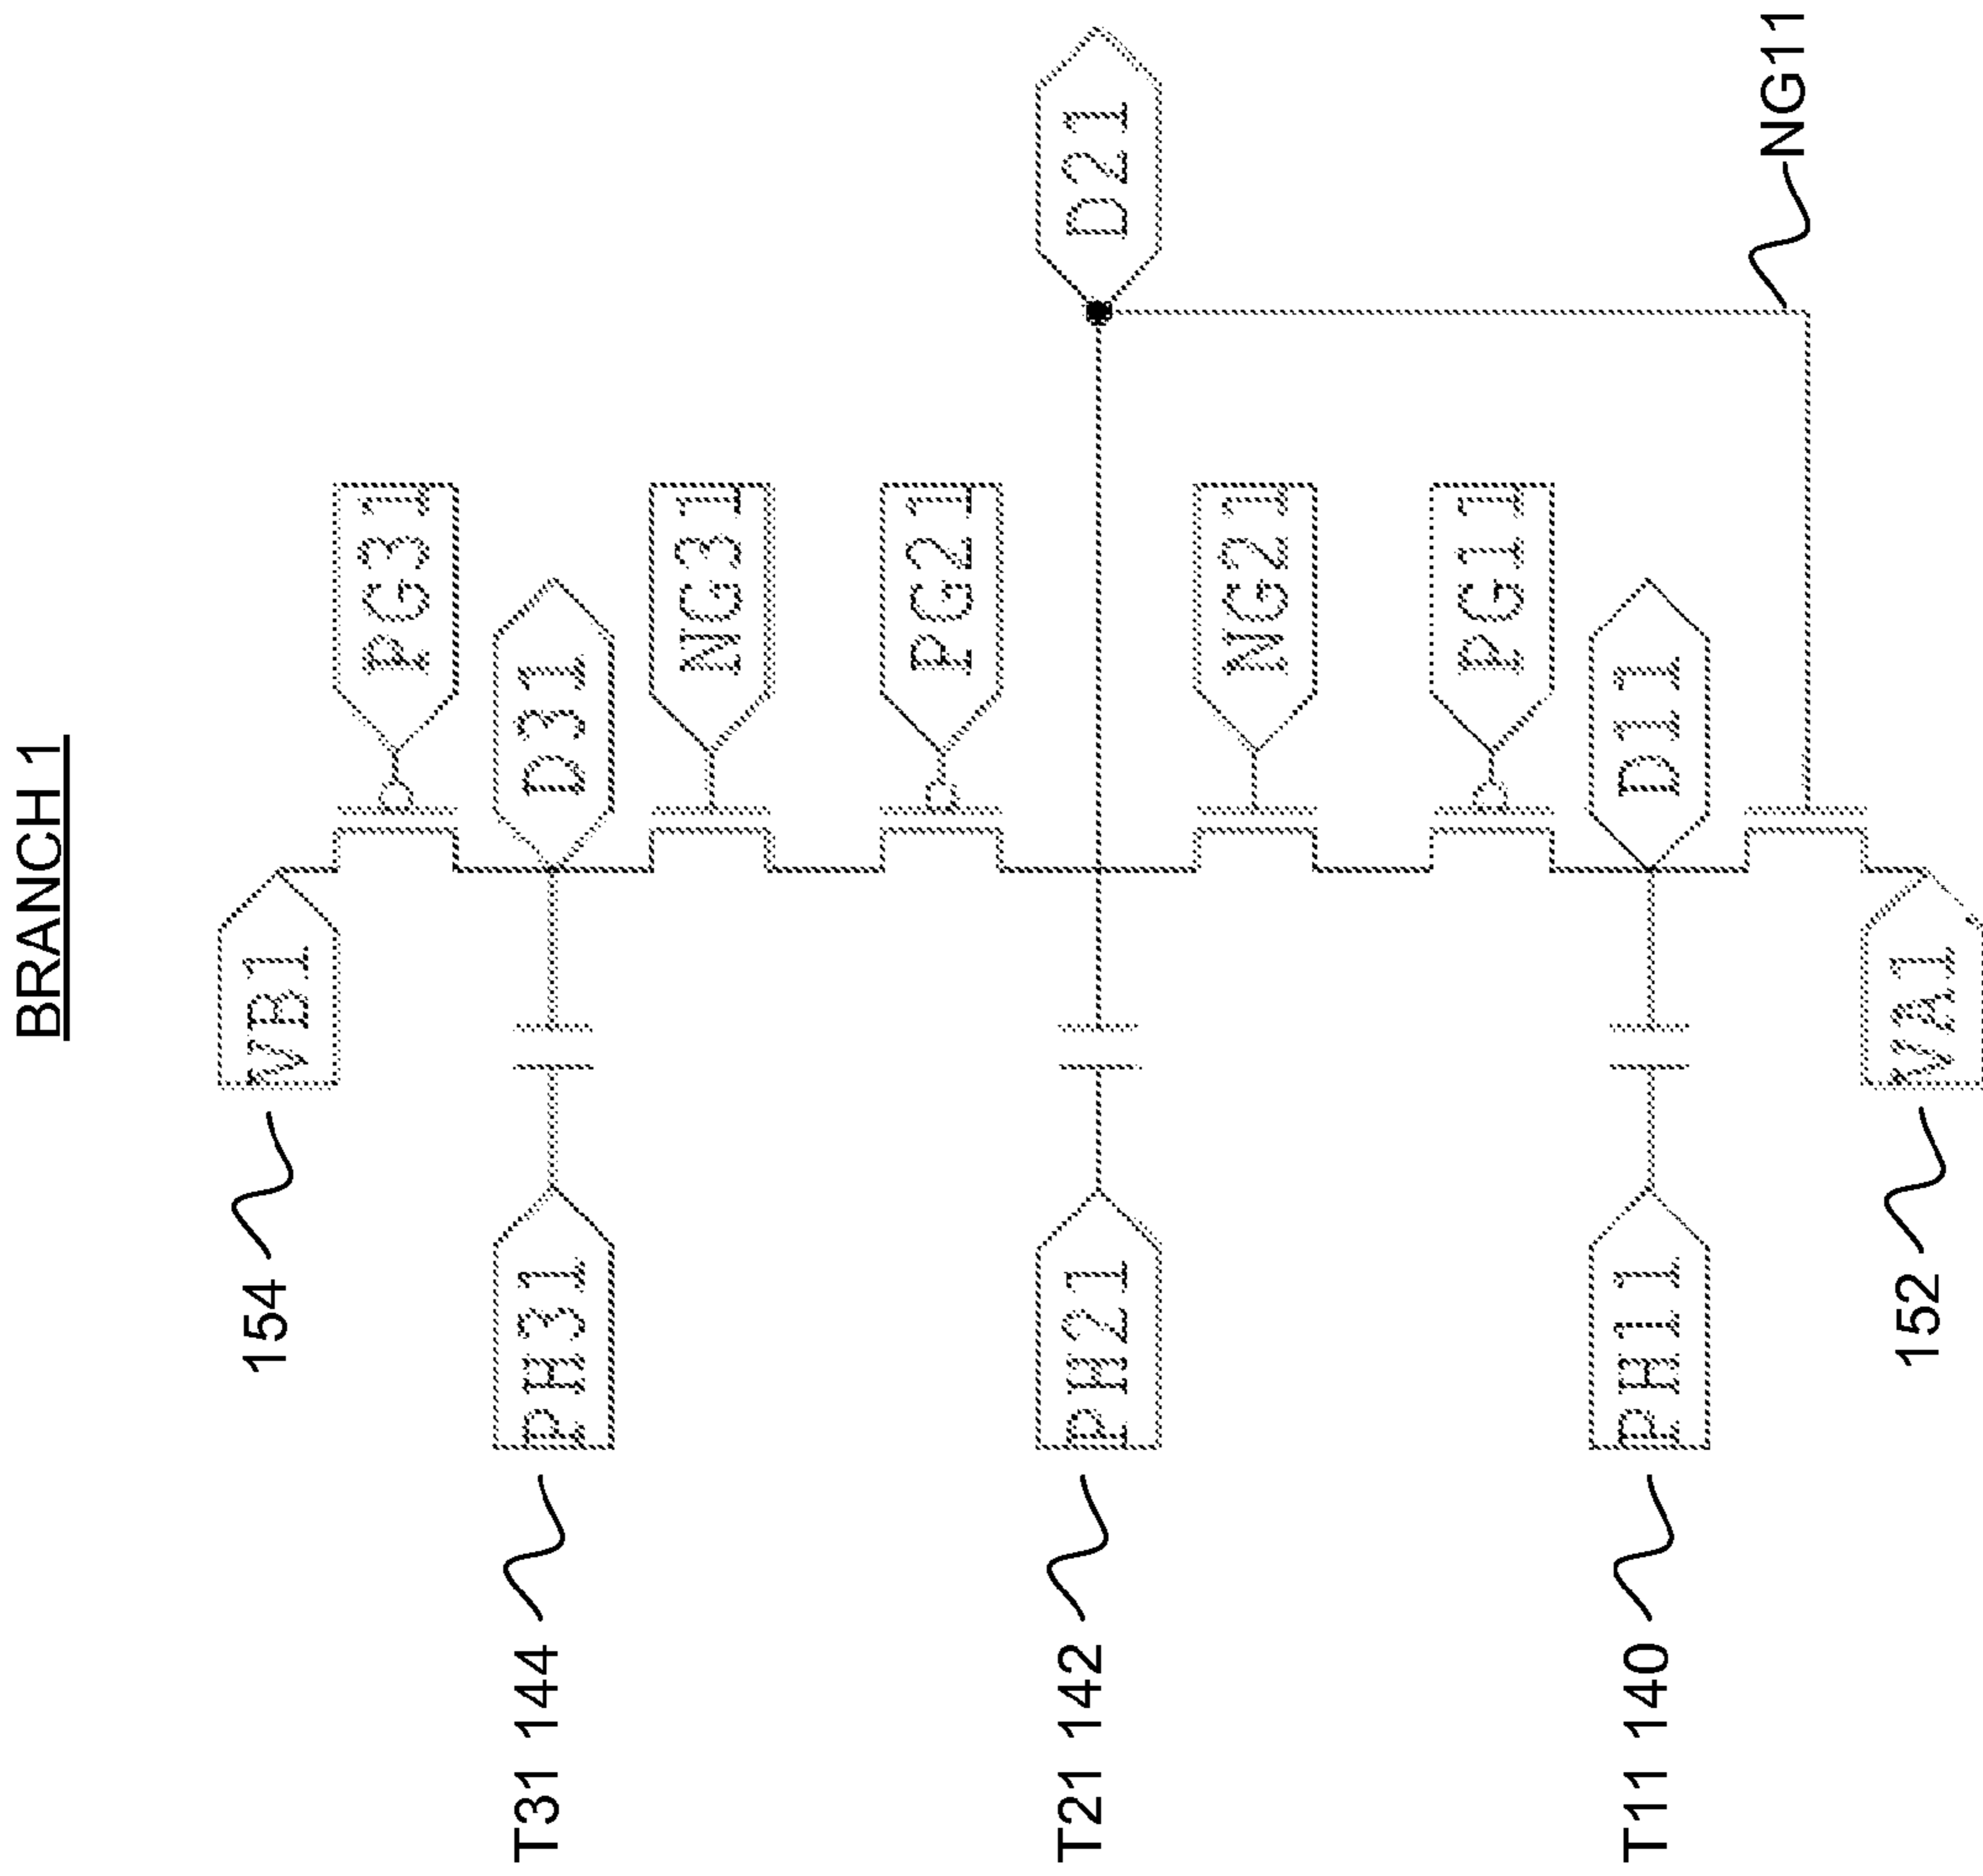 BRANCH 1
154
VB1
PG31
T31 144
PH31
D31
NG31
PG21
T21 142
PH21
D21
NG21
PG11
T11 140
PH11
D11
NG11
152
VA1